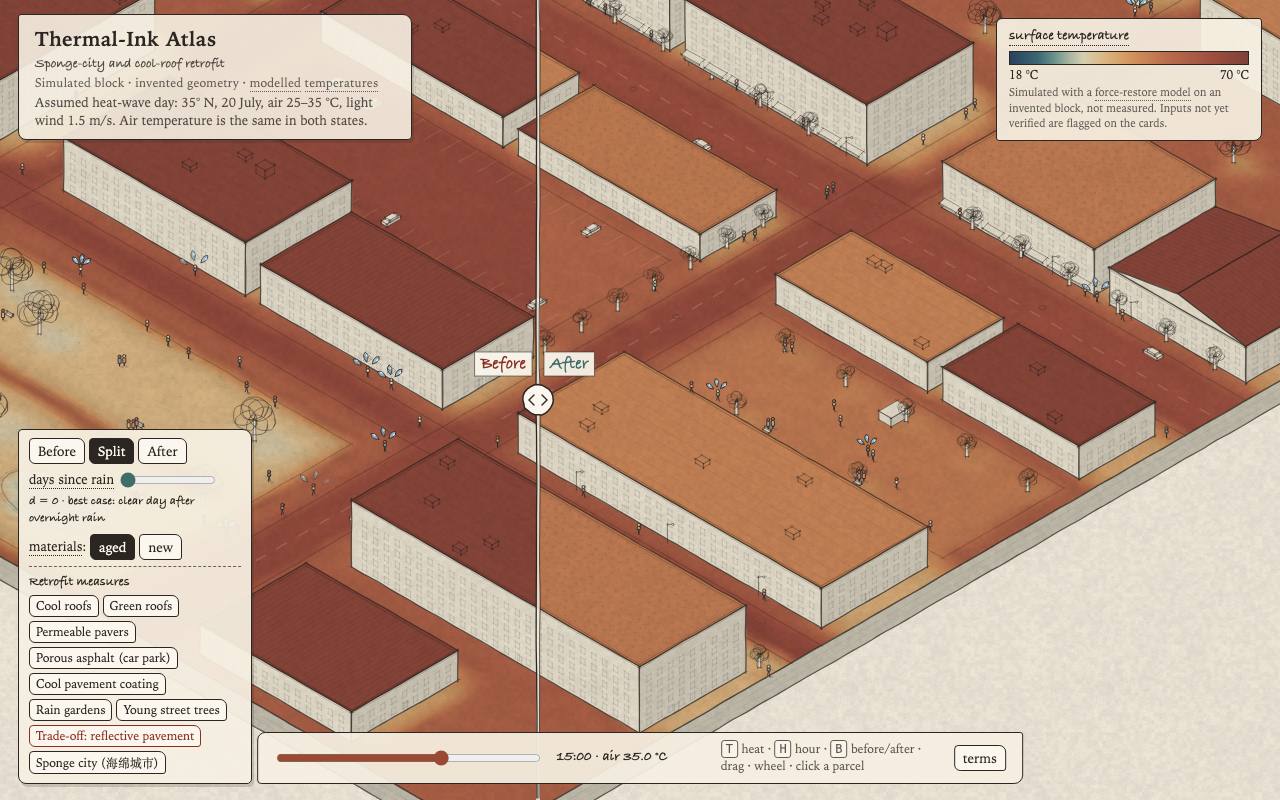 Thermal-Ink Atlas
Sponge-city and cool-roof retrofit
Simulated block · invented geometry · modelled temperatures
Assumed heat-wave day: 35° N, 20 July, air 25–35 °C, light
wind 1.5 m/s. Air temperature is the same in both states.
surface temperature
18 °C 70 °C
Simulated with a force-restore model on an
invented block, not measured. Inputs not yet
verified are flagged on the cards.
Before After
Before Split After
days since rain
d = 0 · best case: clear day after
overnight rain
materials: aged new
Retrofit measures
Cool roofs Green roofs
Permeable pavers
Porous asphalt (car park)
Cool pavement coating
Rain gardens Young street trees
Trade-off: reflective pavement
Sponge city (海绵城市)
15:00 · air 35.0 °C
T heat · H hour · B before/after ·
drag · wheel · click a parcel
terms